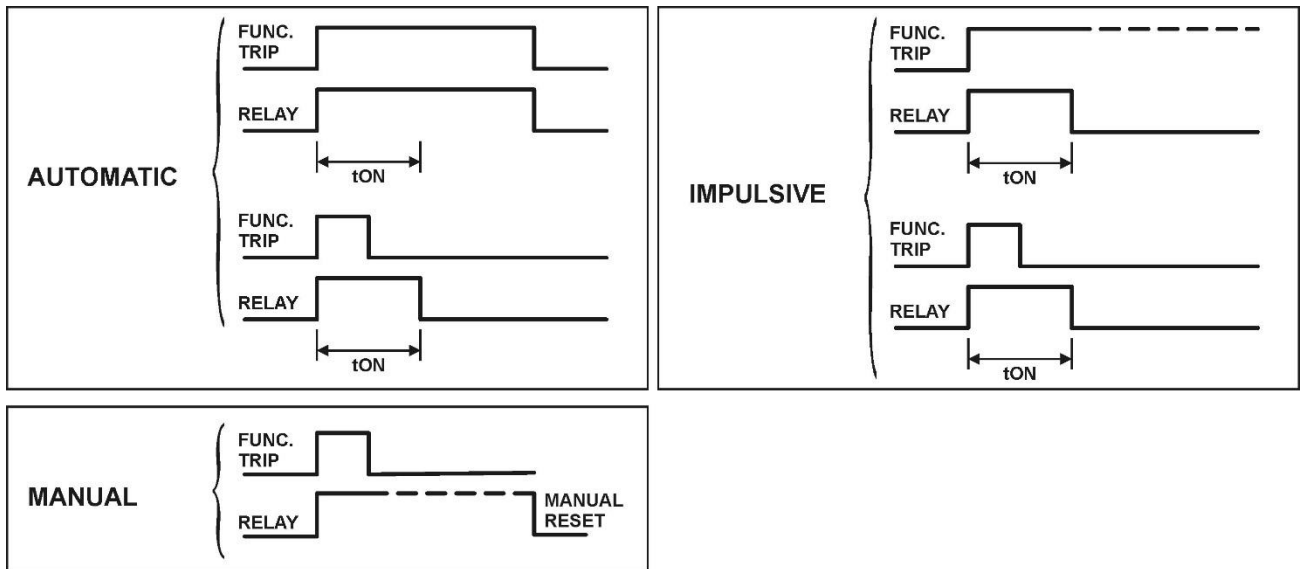 AUTOMATIC
FUNC.
TRIP
RELAY
tON
FUNC.
TRIP
RELAY
tON
IMPULSIVE
FUNC.
TRIP
RELAY
tON
FUNC.
TRIP
RELAY
tON
MANUAL
FUNC.
TRIP
RELAY
MANUAL
RESET